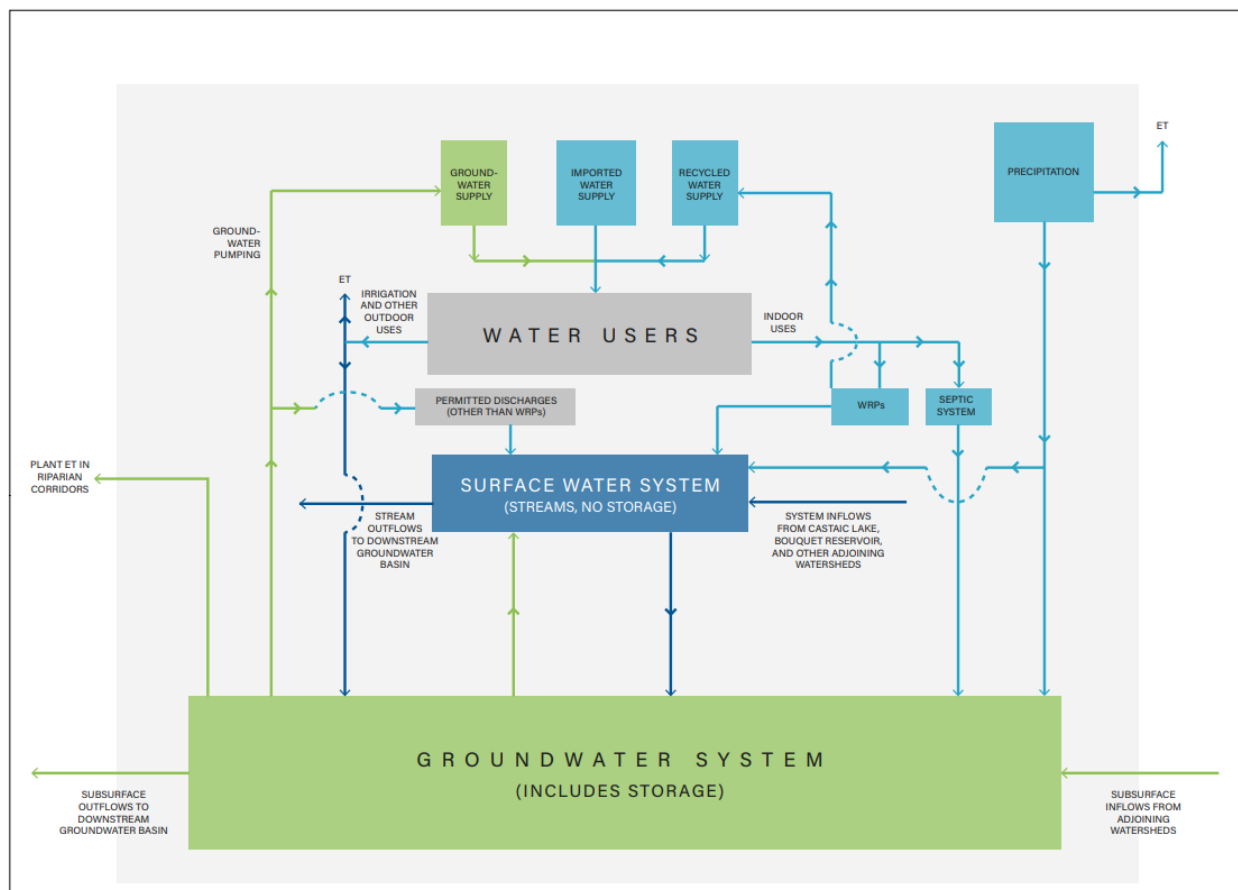 ET
GROUND-
WATER
SUPPLY
IMPORTED
WATER
SUPPLY
RECYCLED
WATER
SUPPLY
PRECIPITATION
GROUND-
WATER
PUMPING
ET
IRRIGATION
AND OTHER
OUTDOOR
USES
WATER USERS
INDOOR
USES
PERMITTED DISCHARGES
(OTHER THAN WRPs)
WRPs
SEPTIC
SYSTEM
PLANT ET IN
RIPARIAN
CORRIDORS
SURFACE WATER SYSTEM
(STREAMS, NO STORAGE)
STREAM
OUTFLOWS
TO DOWNSTREAM
GROUNDWATER
BASIN
SYSTEM INFLOWS
FROM CASTAIC LAKE,
BOUQUET RESERVOIR,
AND OTHER ADJOINING
WATERSHEDS
GROUNDWATER SYSTEM
(INCLUDES STORAGE)
SUBSURFACE
OUTFLOWS TO
DOWNSTREAM
GROUNDWATER BASIN
SUBSURFACE
INFLOWS FROM
ADJOINING
WATERSHEDS